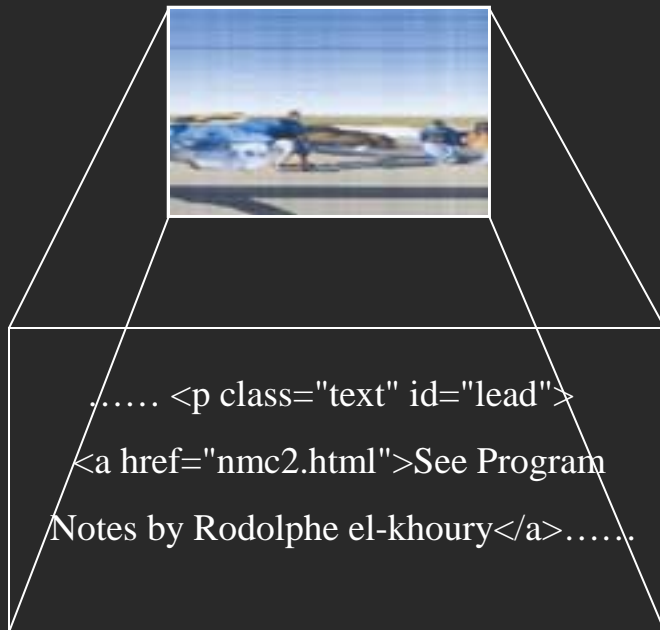 …… <p class="text" id="lead">
<a href="nmc2.html">See Program
Notes by Rodolphe el-khoury</a>……